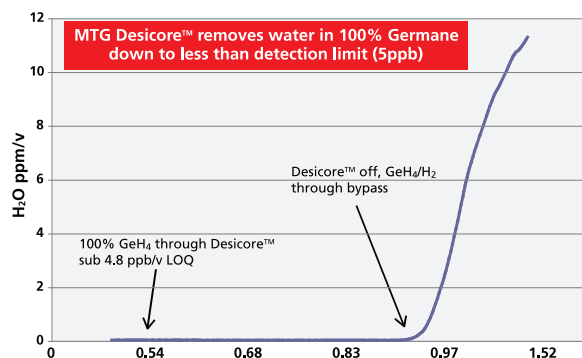 MTG Desicore™ removes water in 100% Germane
down to less than detection limit (5ppb)
12
10
8
6
4
2
0
H₂O ppm/v
Desicore™ off, GeH₄/H₂
through bypass
100% GeH₄ through Desicore™
sub 4.8 ppb/v LOQ
0 0.54 0.68 0.83 0.97 1.52